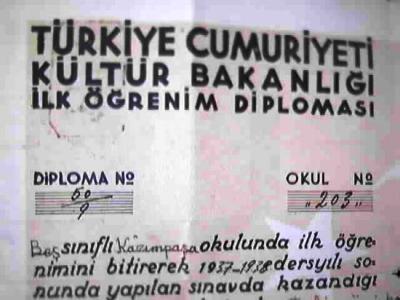 TÜRKİYE CUMURİYETİ
KÜLTÜR BAKANLIĞI
İLK ÖĞRENİM DİPLOMASI
DİPLOMA No OKUL No
50/9 „203„
Beş sınıflı Kâzımpaşa okulunda ilk öğre-
nimini bitirerek 1937-1938 dersyılı so-
nunda yapılan sınavda kazandığı